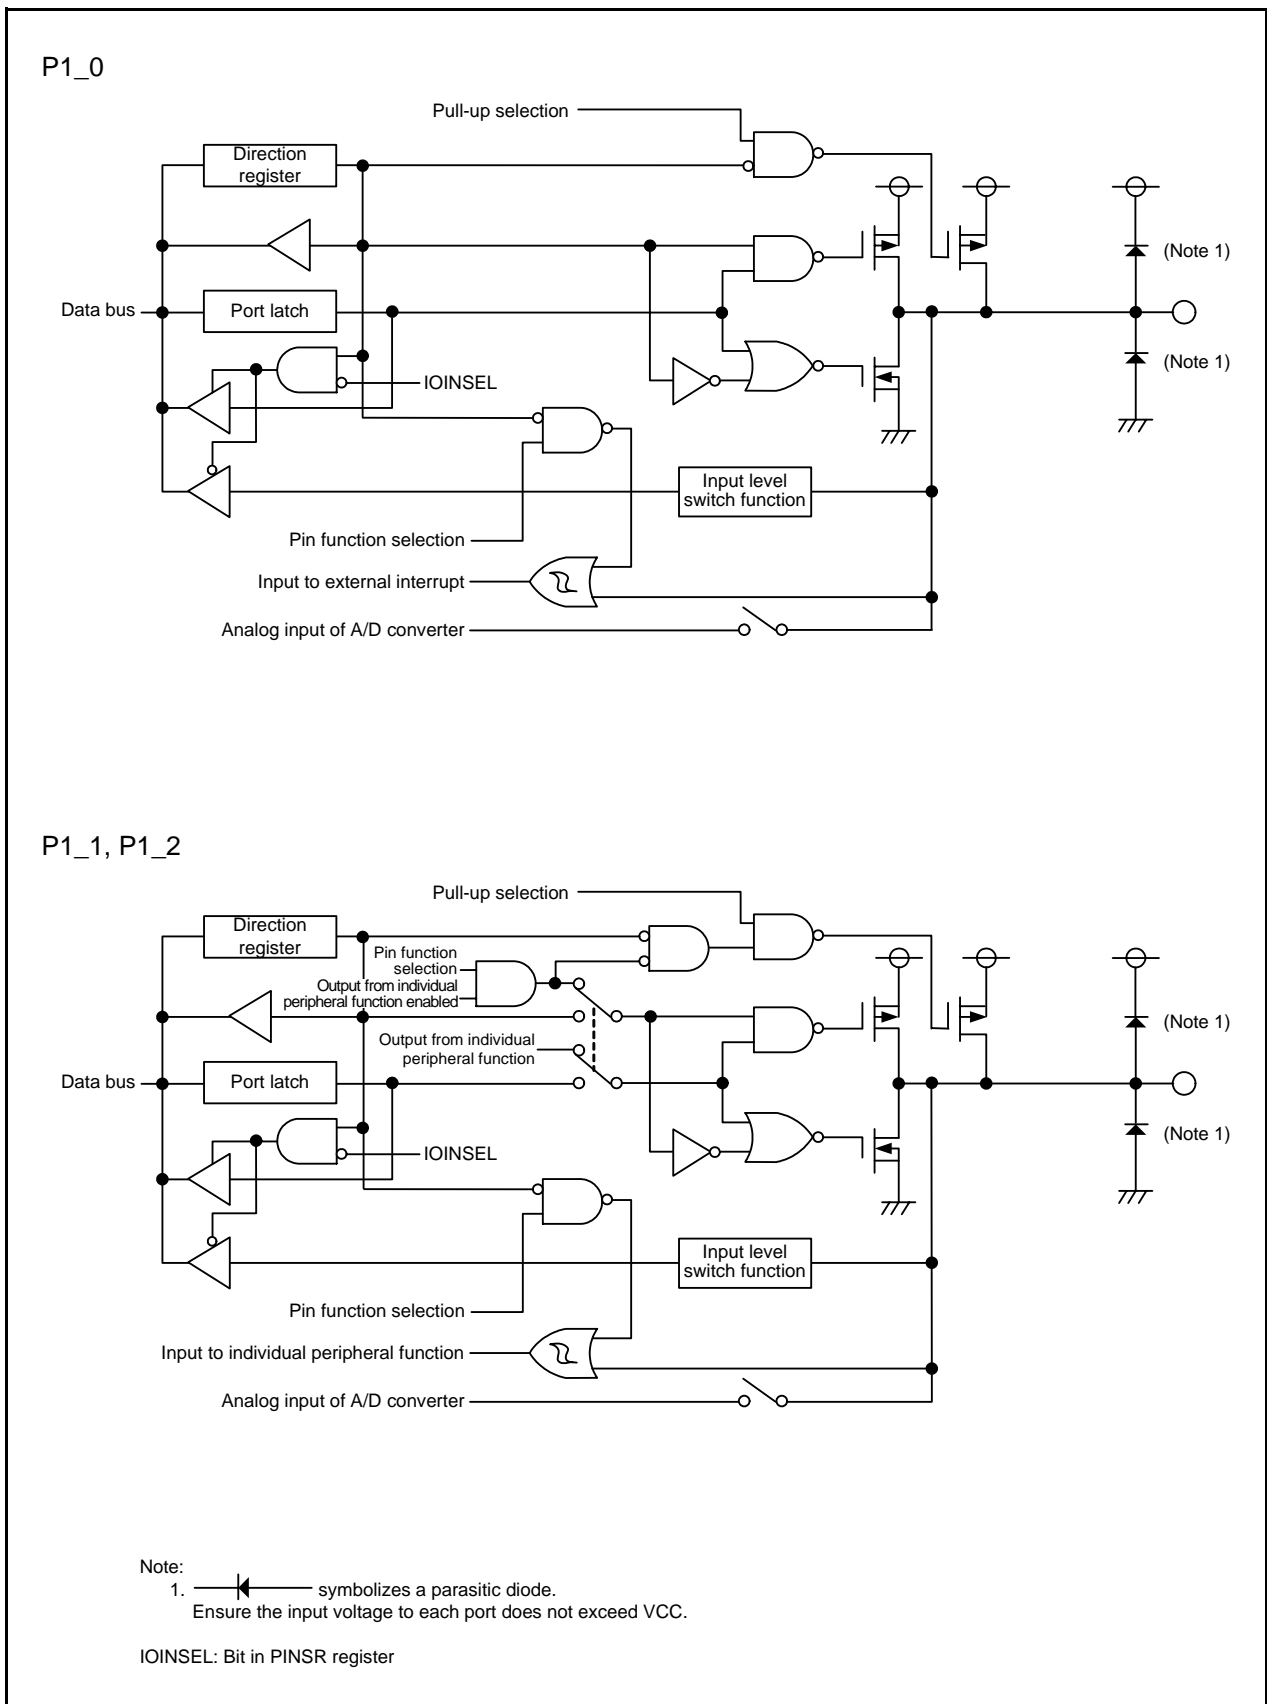 P1_0
Pull-up selection
Direction
register
(Note 1)
Data bus
Port latch
(Note 1)
IOINSEL
Input level
switch function
Pin function selection
Input to external interrupt
Analog input of A/D converter
P1_1, P1_2
Pull-up selection
Direction
register
Pin function
selection
Output from individual
peripheral function enabled
(Note 1)
Output from individual
peripheral function
Data bus
Port latch
(Note 1)
IOINSEL
Input level
switch function
Pin function selection
Input to individual peripheral function
Analog input of A/D converter
Note:
1. symbolizes a parasitic diode.
Ensure the input voltage to each port does not exceed VCC.
IOINSEL: Bit in PINSR register